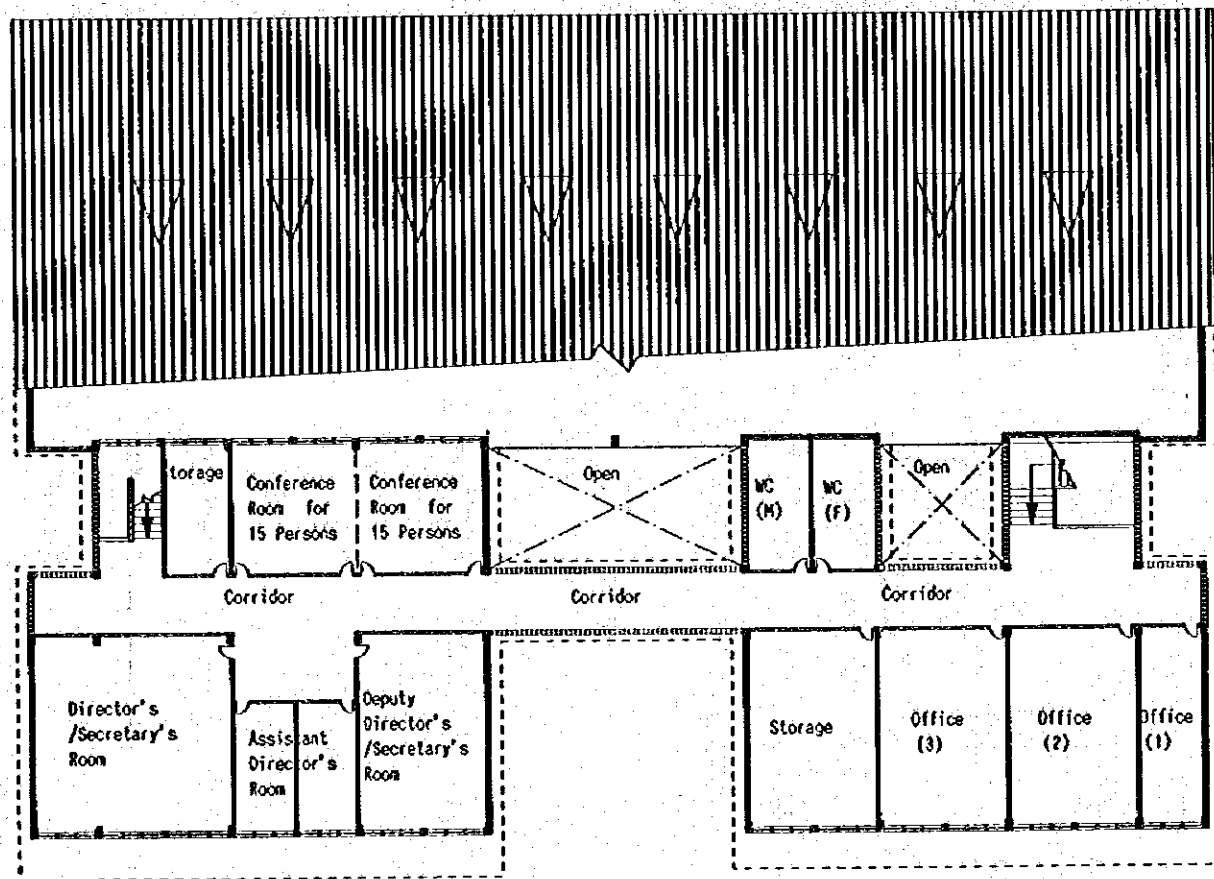 torage
Conference
Room for
15 Persons
Conference
Room for
15 Persons
Open
WC
(M)
WC
(F)
Open
Corridor
Corridor
Corridor
Director's
/Secretary's
Room
Assistant
Director's
Room
Deputy
Director's
/Secretary's
Room
Storage
Office
(3)
Office
(2)
Office
(1)